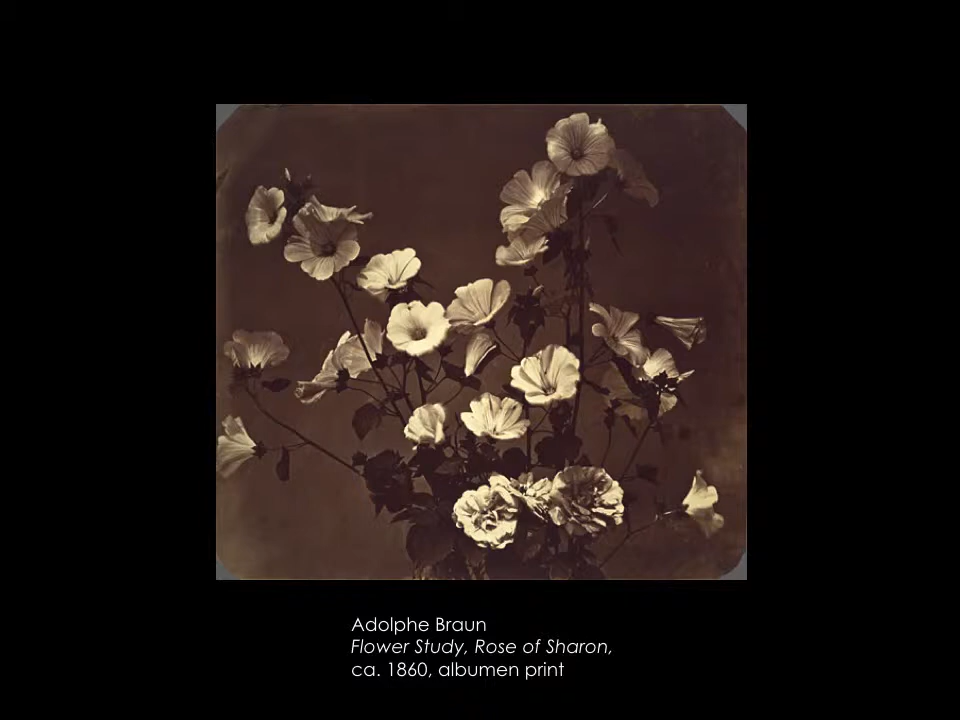 Adolphe Braun
Flower Study, Rose of Sharon,
ca. 1860, albumen print